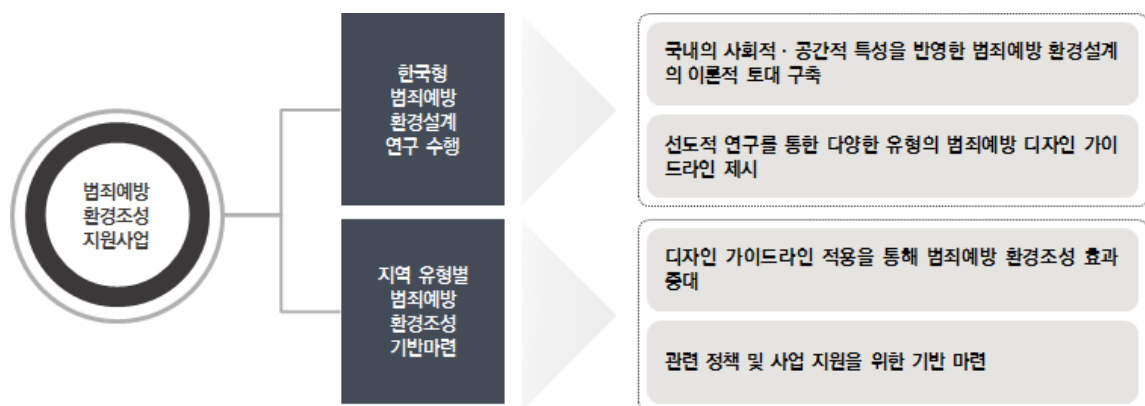 범죄예방
환경조성
지원사업
한국형
범죄예방
환경설계
연구 수행
국내의 사회적 · 공간적 특성을 반영한 범죄예방 환경설계
의 이론적 토대 구축
선도적 연구를 통한 다양한 유형의 범죄예방 디자인 가이
드라인 제시
지역 유형별
범죄예방
환경조성
기반마련
디자인 가이드라인 적용을 통해 범죄예방 환경조성 효과
증대
관련 정책 및 사업 지원을 위한 기반 마련